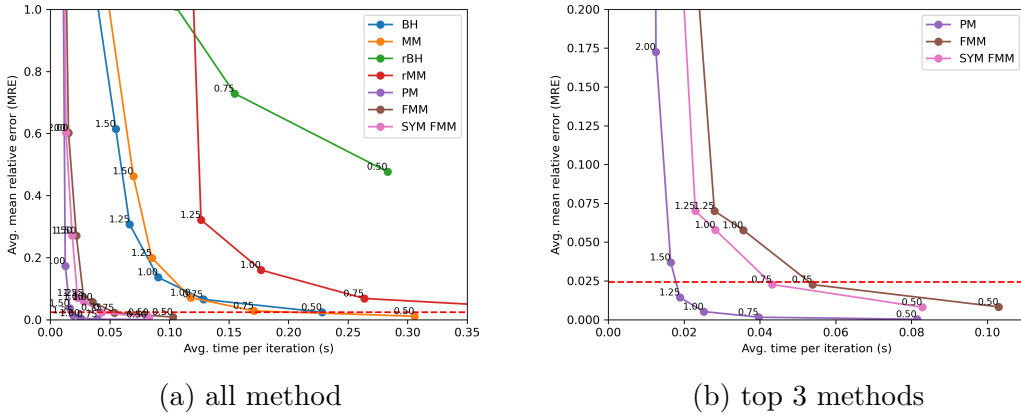 1.0
0.8
0.6
0.4
0.2
0.0
Avg. mean relative error (MRE)
BH
MM
rBH
rMM
PM
FMM
SYM FMM
0.75
0.50
1.50
1.50
1.25
1.25
1.25
1.00
1.00
1.00
0.75
0.75
0.75
0.50
0.50
0.50
0.00 0.05 0.10 0.15 0.20 0.25 0.30 0.35
Avg. time per iteration (s)
(a) all method
0.200
0.175
0.150
0.125
0.100
0.075
0.050
0.025
0.000
Avg. mean relative error (MRE)
PM
FMM
SYM FMM
2.00
1.25
1.25
1.00
1.00
1.50
0.75
0.75
1.25
1.00
0.75
0.50
0.50
0.50
0.00 0.02 0.04 0.06 0.08 0.10
Avg. time per iteration (s)
(b) top 3 methods